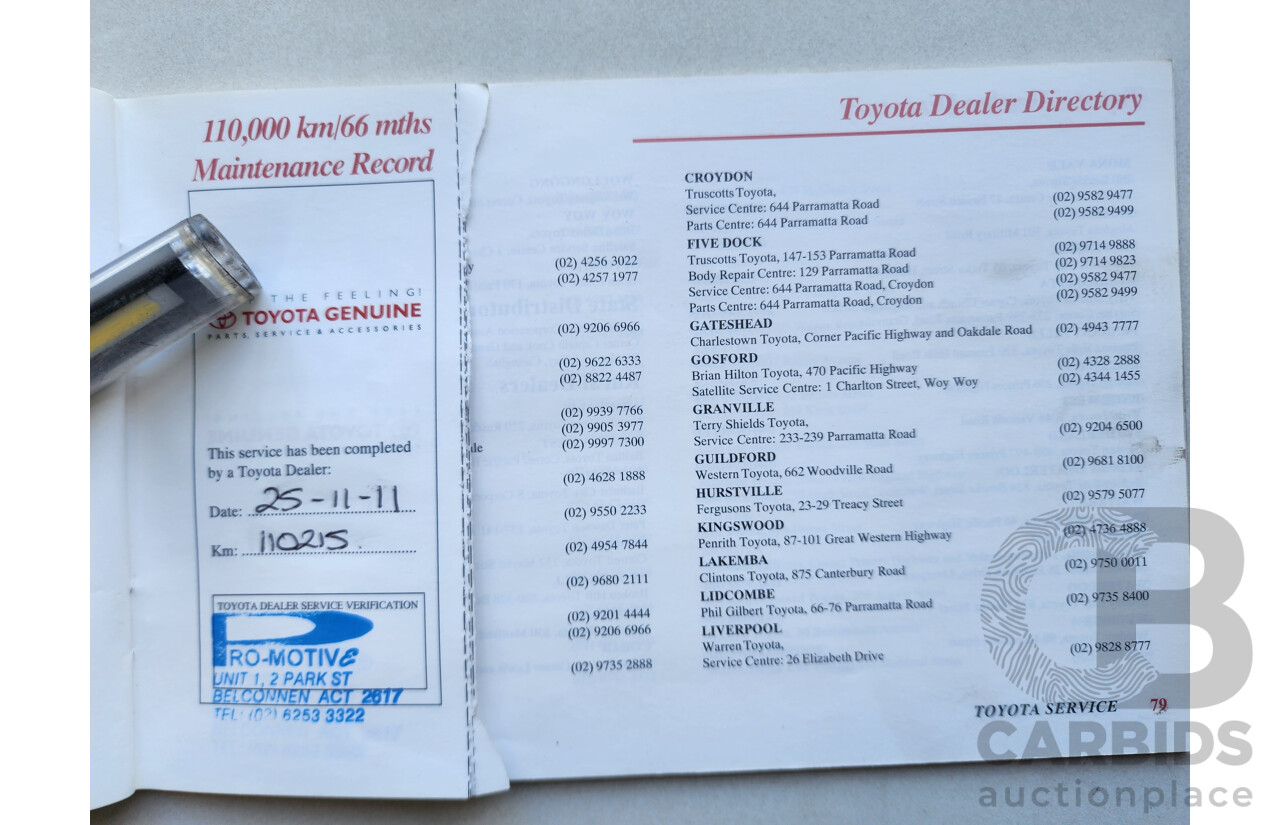 110,000 km/66 mths
Maintenance Record
THE FEELING!
TOYOTA GENUINE
PARTS, SERVICE & ACCESSORIES
This service has been completed
by a Toyota Dealer:
Date: 25-11-11
Km: 110215
TOYOTA DEALER SERVICE VERIFICATION
PRO-MOTIVE
UNIT 1, 2 PARK ST
BELCONNEN ACT 2617
TEL: (02) 6253 3322
(02) 4256 3022
(02) 4257 1977
(02) 9206 6966
(02) 9622 6333
(02) 8822 4487
(02) 9939 7766
(02) 9905 3977
(02) 9997 7300
(02) 4628 1888
(02) 9550 2233
(02) 4954 7844
(02) 9680 2111
(02) 9201 4444
(02) 9206 6966
(02) 9735 2888
Toyota Dealer Directory
CROYDON
Truscotts Toyota,
Service Centre: 644 Parramatta Road (02) 9582 9477
Parts Centre: 644 Parramatta Road (02) 9582 9499
FIVE DOCK
Truscotts Toyota, 147-153 Parramatta Road (02) 9714 9888
Body Repair Centre: 129 Parramatta Road (02) 9714 9823
Service Centre: 644 Parramatta Road, Croydon (02) 9582 9477
Parts Centre: 644 Parramatta Road, Croydon (02) 9582 9499
GATESHEAD
Charlestown Toyota, Corner Pacific Highway and Oakdale Road (02) 4943 7777
GOSFORD
Brian Hilton Toyota, 470 Pacific Highway (02) 4328 2888
Satellite Service Centre: 1 Charlton Street, Woy Woy (02) 4344 1455
GRANVILLE
Terry Shields Toyota,
Service Centre: 233-239 Parramatta Road (02) 9204 6500
GUILDFORD
Western Toyota, 662 Woodville Road (02) 9681 8100
HURSTVILLE
Fergusons Toyota, 23-29 Treacy Street (02) 9579 5077
KINGSWOOD
Penrith Toyota, 87-101 Great Western Highway (02) 4736 4888
LAKEMBA
Clintons Toyota, 875 Canterbury Road (02) 9750 0011
LIDCOMBE
Phil Gilbert Toyota, 66-76 Parramatta Road (02) 9735 8400
LIVERPOOL
Warren Toyota,
Service Centre: 26 Elizabeth Drive (02) 9828 8777
TOYOTA SERVICE 79
CARBIDS
auctionplace